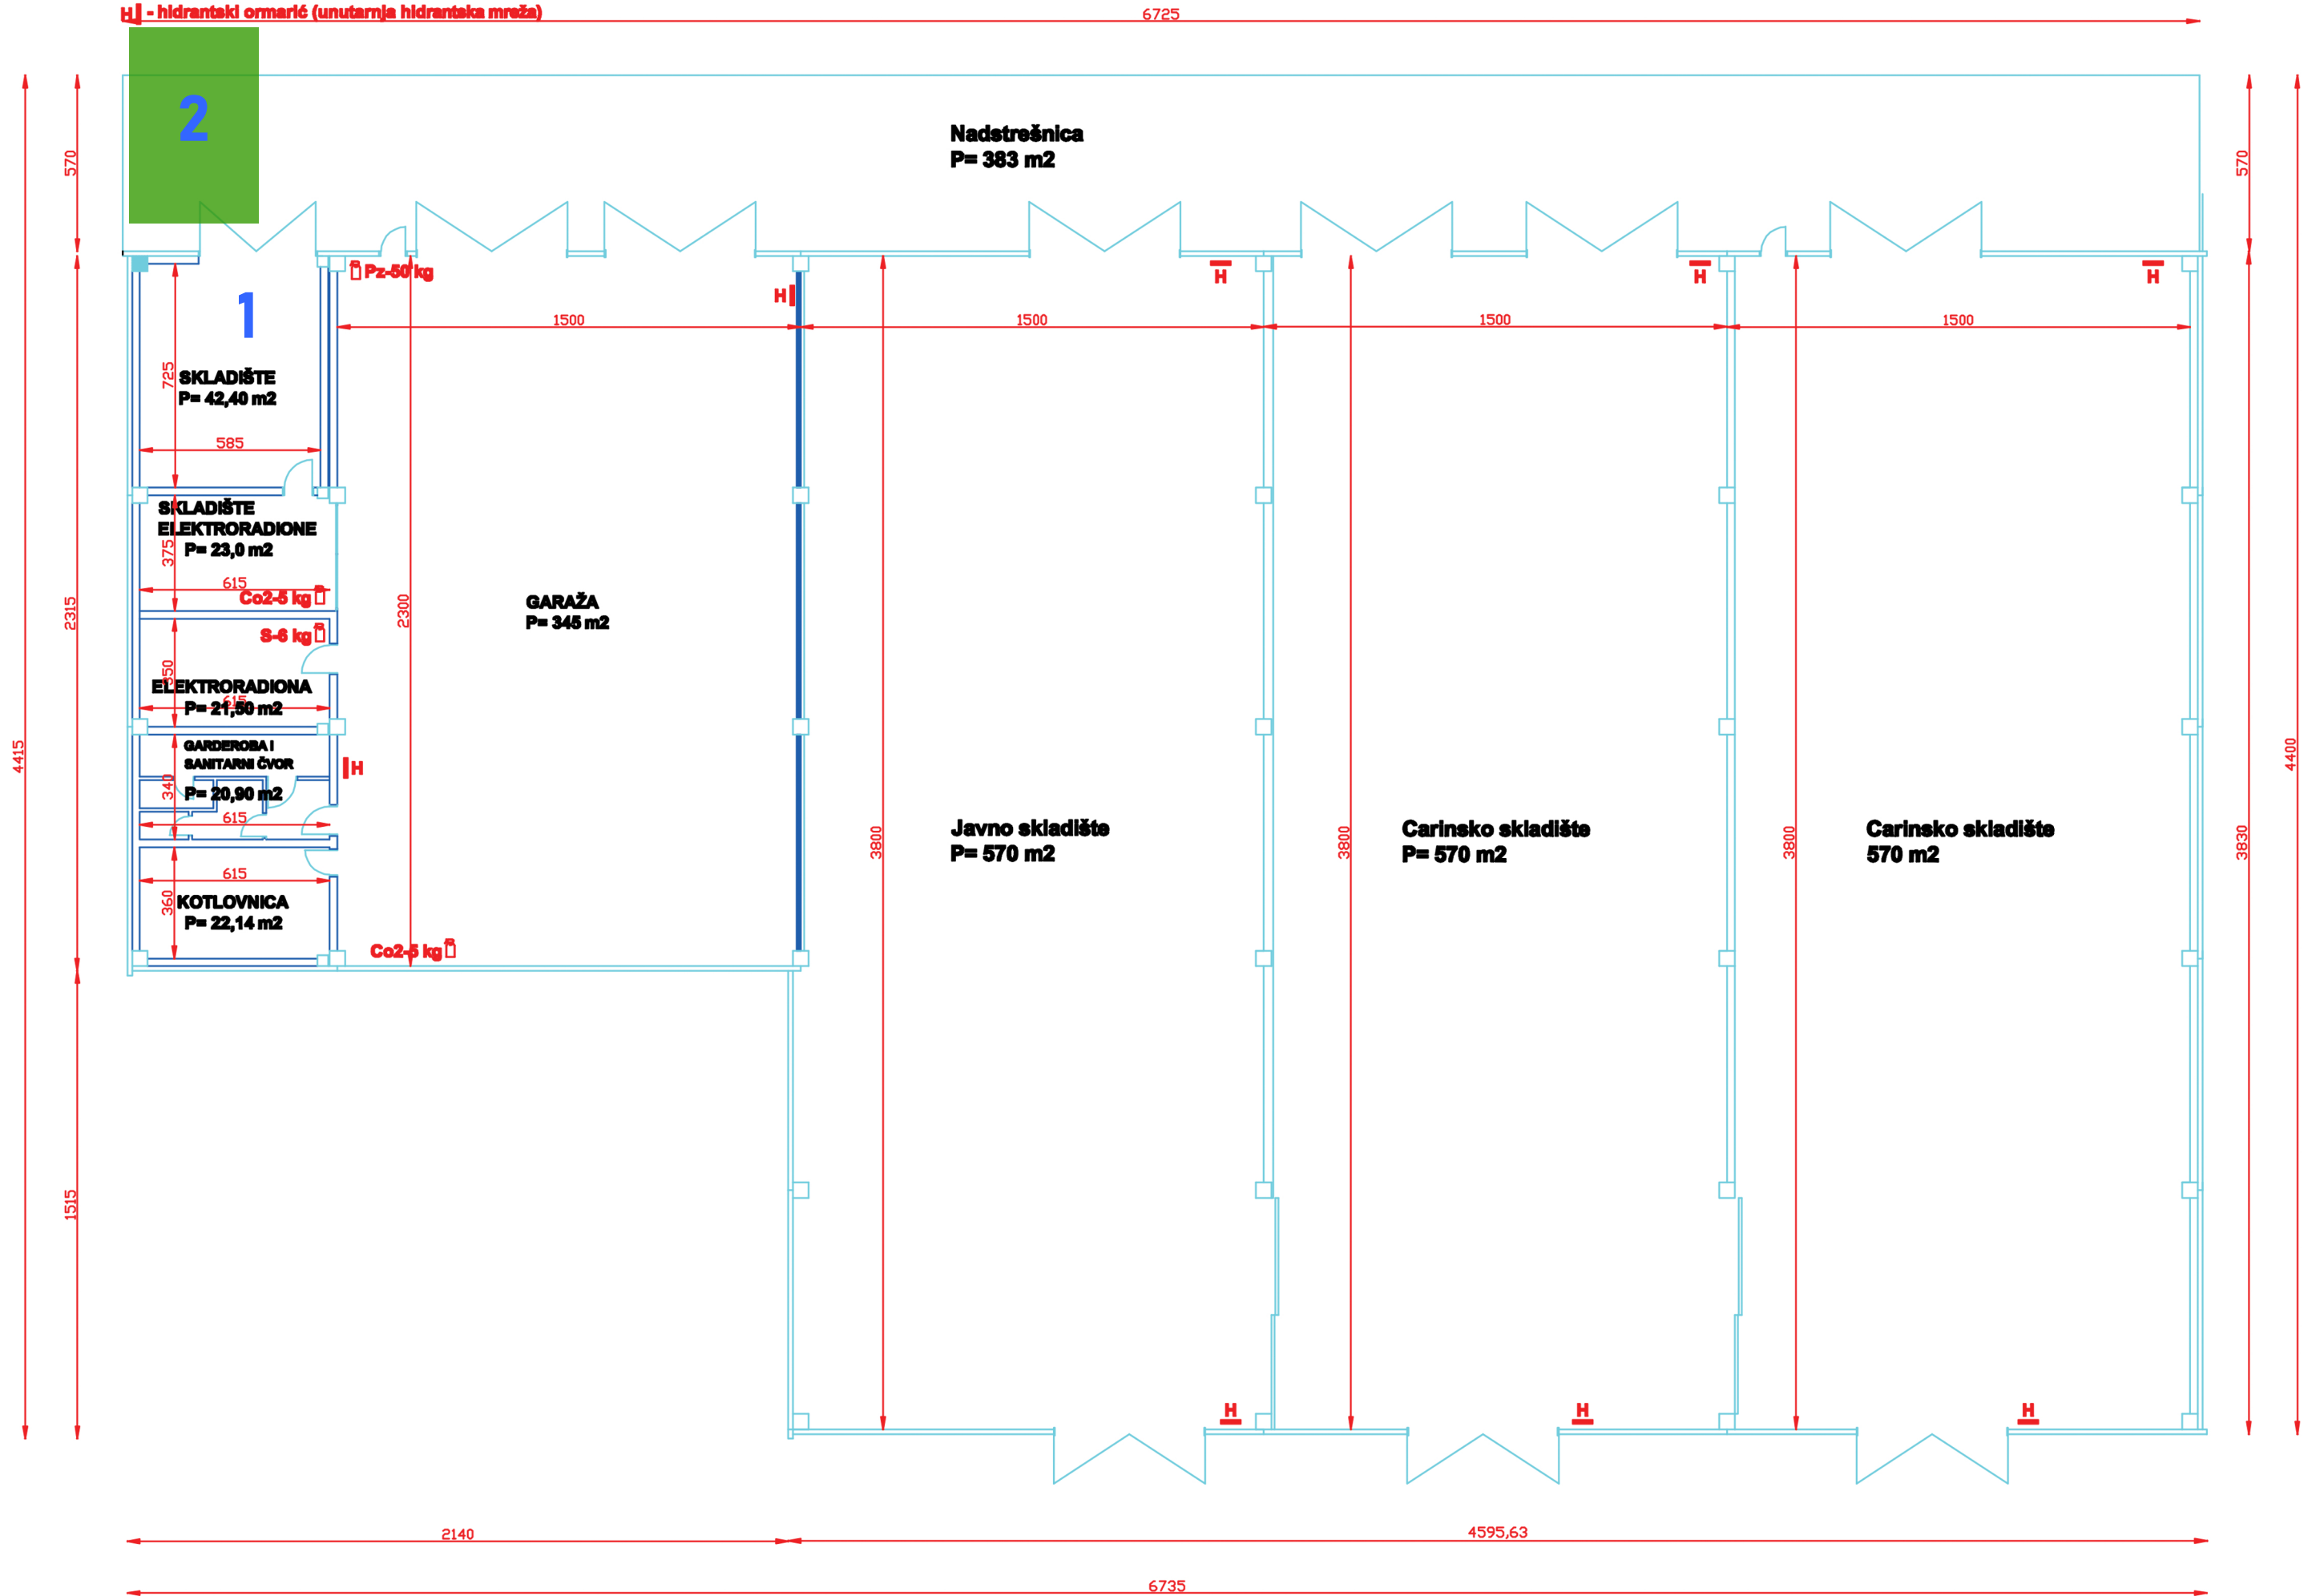 H - hidrantski ormarić (unutarnja hidrantska mreža)
6725
2
Nadstrešnica
P= 383 m2
570
570
Pz-50 kg
H
H
H
H
1
1500
1500
1500
1500
725
SKLADIŠTE
P= 42,40 m2
585
SKLADIŠTE
ELEKTRORADIONE
P= 23,0 m2
375
615
Co2-5 kg
2315
2300
GARAŽA
P= 345 m2
S-6 kg
350
ELEKTRORADIONA
615
P= 21,50 m2
GARDEROBA I
SANITARNI ČVOR
H
340
P= 20,90 m2
615
4415
4400
Javno skladište
P= 570 m2
Carinsko skladište
P= 570 m2
Carinsko skladište
570 m2
3800
3800
3800
3830
615
360
KOTLOVNICA
P= 22,14 m2
Co2-5 kg
1515
H
H
H
2140
4595,63
6735